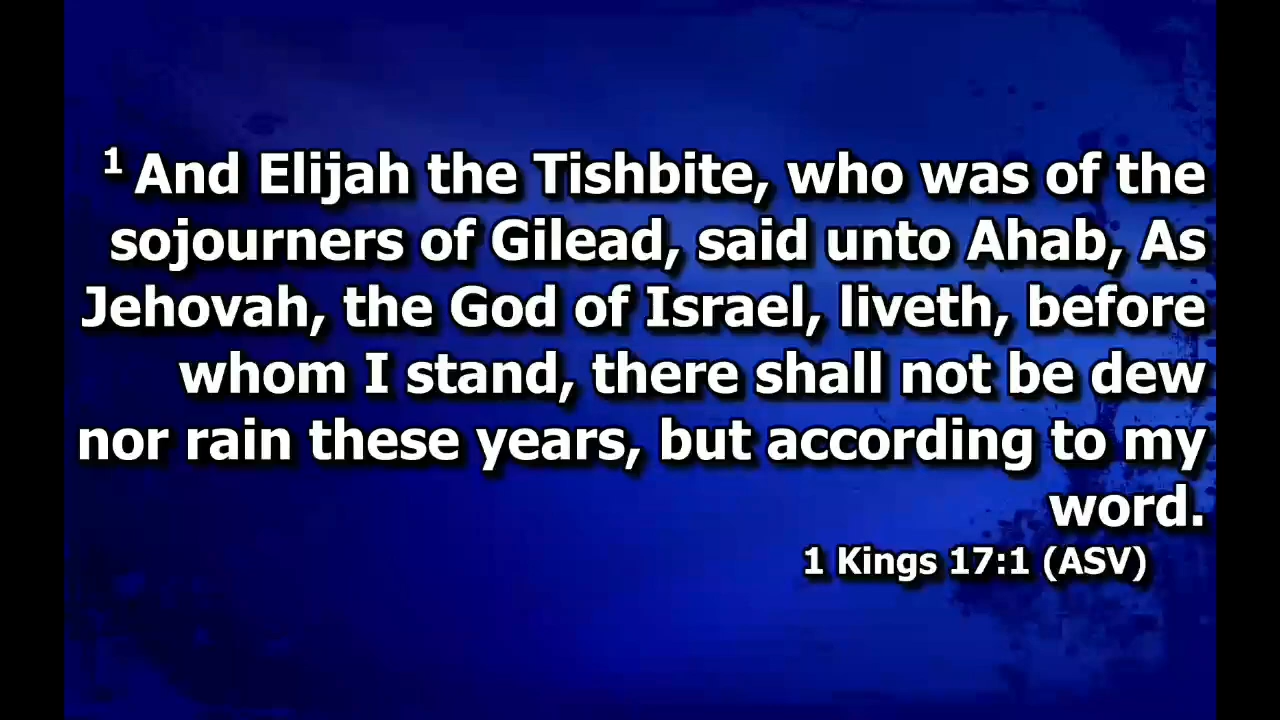 1 And Elijah the Tishbite, who was of the
sojourners of Gilead, said unto Ahab, As
Jehovah, the God of Israel, liveth, before
whom I stand, there shall not be dew
nor rain these years, but according to my
word.
1 Kings 17:1 (ASV)